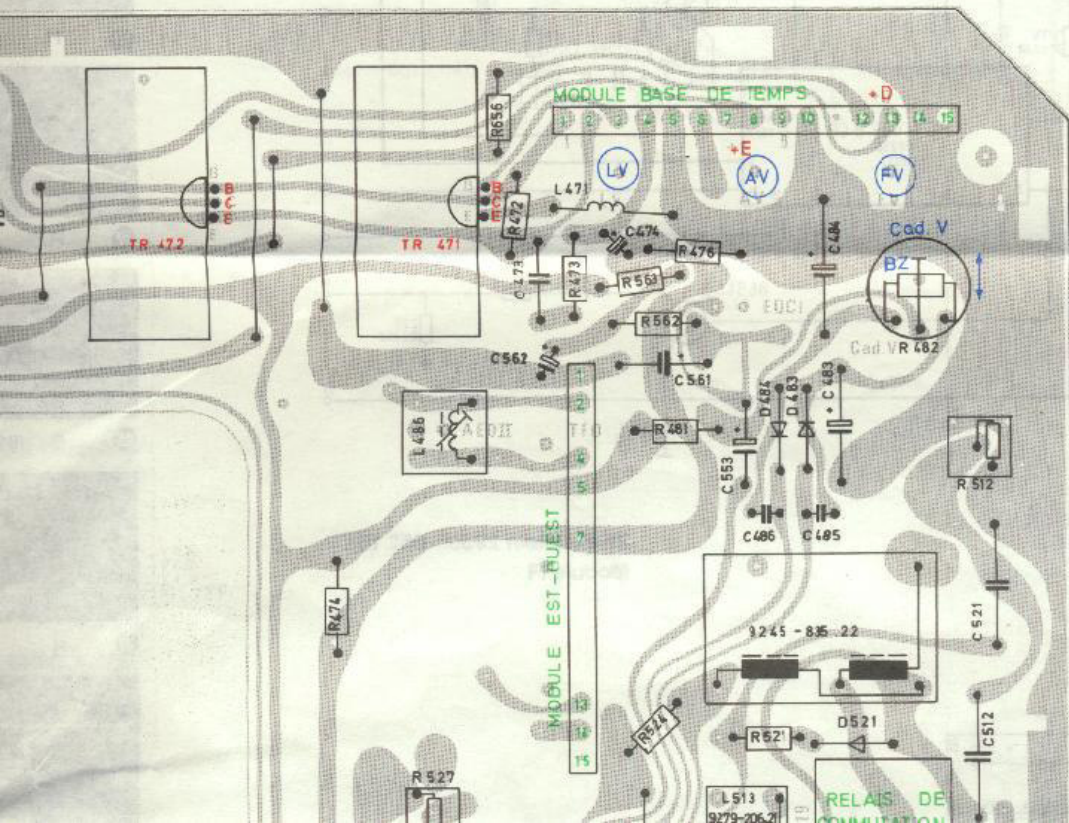 MODULE BASE DE TEMPS +D
1 2 3 4 5 6 7 8 9 10 12 13 14 15
R656
+E
LV
AV
FV
AV
B
C
E
TR 472
B
C
E
TR 471
R472
L471
C474
R476
C484
Cad. V
BZ
C473
R473
R561
EDC1
R562
Cad.V
R482
C562
C561
D484
D483
+ C483
L486
R481
C553
R512
C486
C485
1
2
4
5
7
13
14
15
MODULE EST-OUEST
R474
9245 - 835.22
C521
R524
R521
D521
C512
R527
L513
9279-206.21
RELAIS DE
COMMUTATION